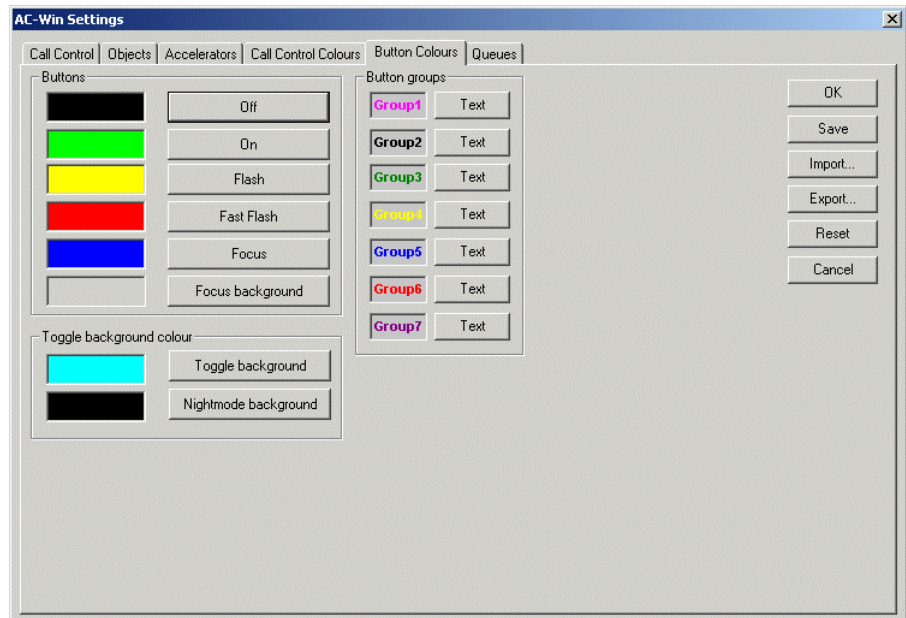 AC-Win Settings
Call Control Objects Accelerators Call Control Colours Button Colours Queues
Buttons
Off
On
Flash
Fast Flash
Focus
Focus background
Toggle background colour
Toggle background
Nightmode background
Button groups
Group1 Text
Group2 Text
Group3 Text
Group4 Text
Group5 Text
Group6 Text
Group7 Text
OK
Save
Import...
Export...
Reset
Cancel